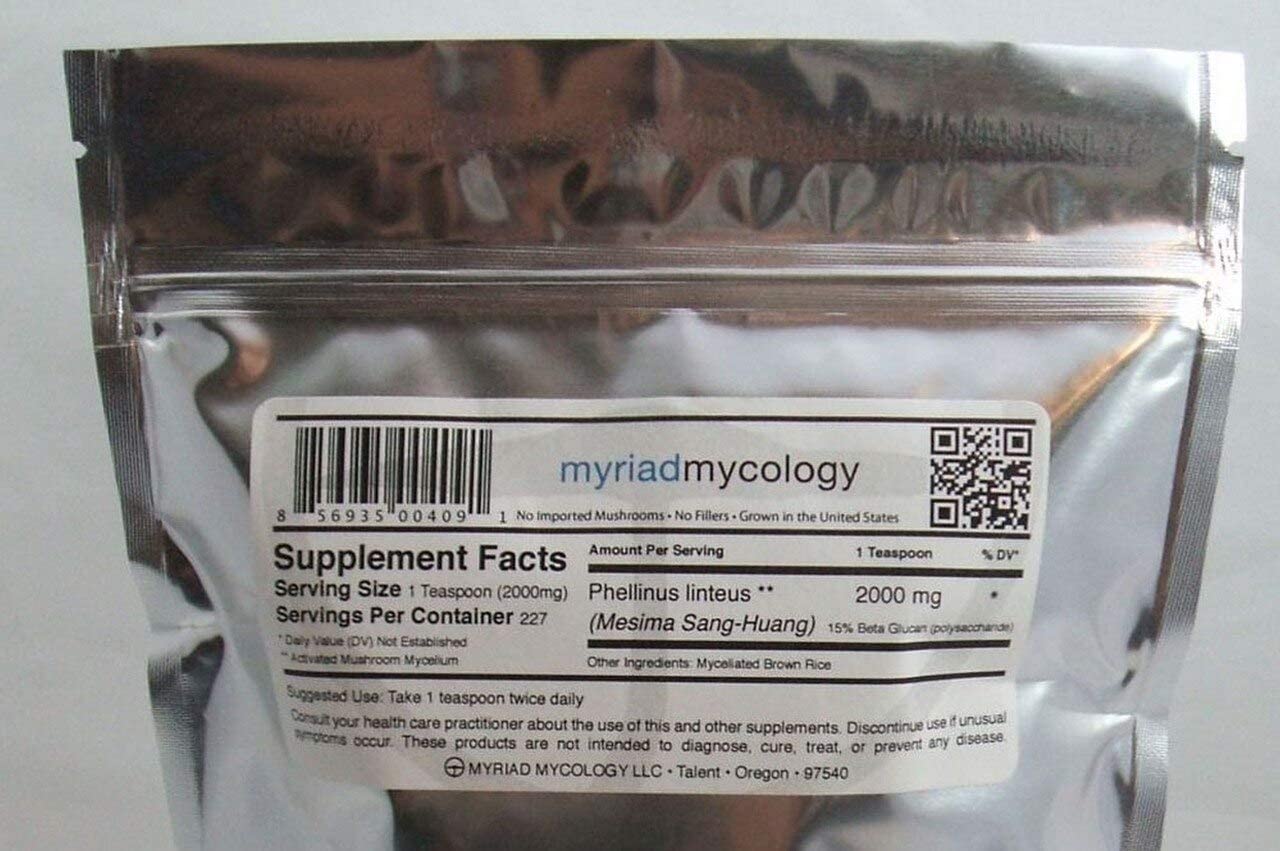 myriadmycology
8 56935 00409 1
No Imported Mushrooms • No Fillers • Grown in the United States
Supplement Facts
Serving Size 1 Teaspoon (2000mg)
Servings Per Container 227
* Daily Value (DV) Not Established
** Activated Mushroom Mycelium
Amount Per Serving 1 Teaspoon % DV*
Phellinus linteus ** 2000 mg *
(Mesima Sang-Huang) 15% Beta Glucan (polysaccharide)
Other Ingredients: Myceliated Brown Rice
Suggested Use: Take 1 teaspoon twice daily
Consult your health care practitioner about the use of this and other supplements. Discontinue use if unusual
symptoms occur. These products are not intended to diagnose, cure, treat, or prevent any disease.
MYRIAD MYCOLOGY LLC • Talent • Oregon • 97540